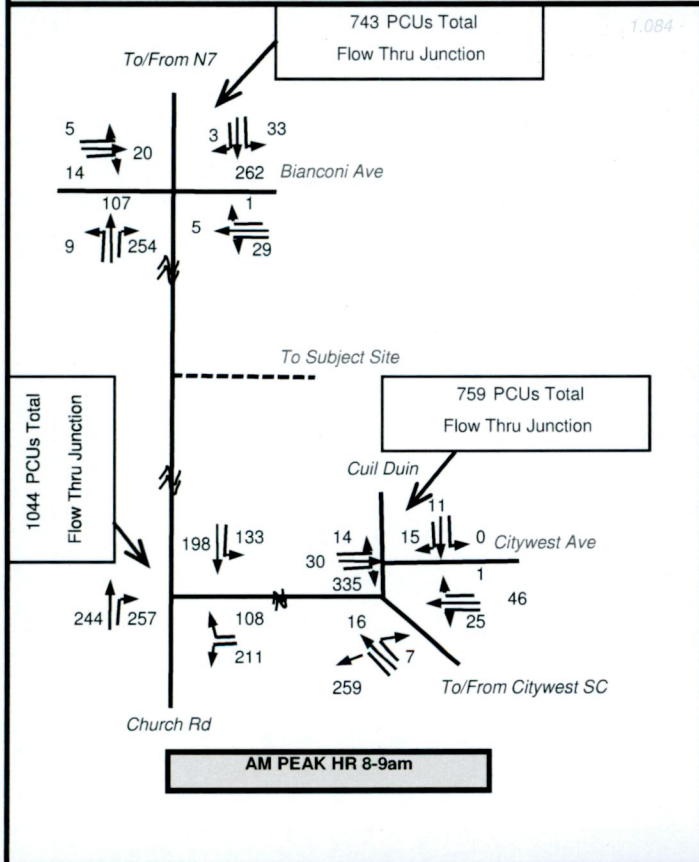 743 PCUs Total
Flow Thru Junction
1.084
To/From N7
5
20
14
3
33
262
Bianconi Ave
107
9
254
1
5
29
To Subject Site
1044 PCUs Total
Flow Thru Junction
759 PCUs Total
Flow Thru Junction
Cuil Duin
11
15
0
Citywest Ave
198
133
14
30
335
1
46
25
244
257
108
211
16
7
259
To/From Citywest SC
Church Rd
AM PEAK HR 8-9am